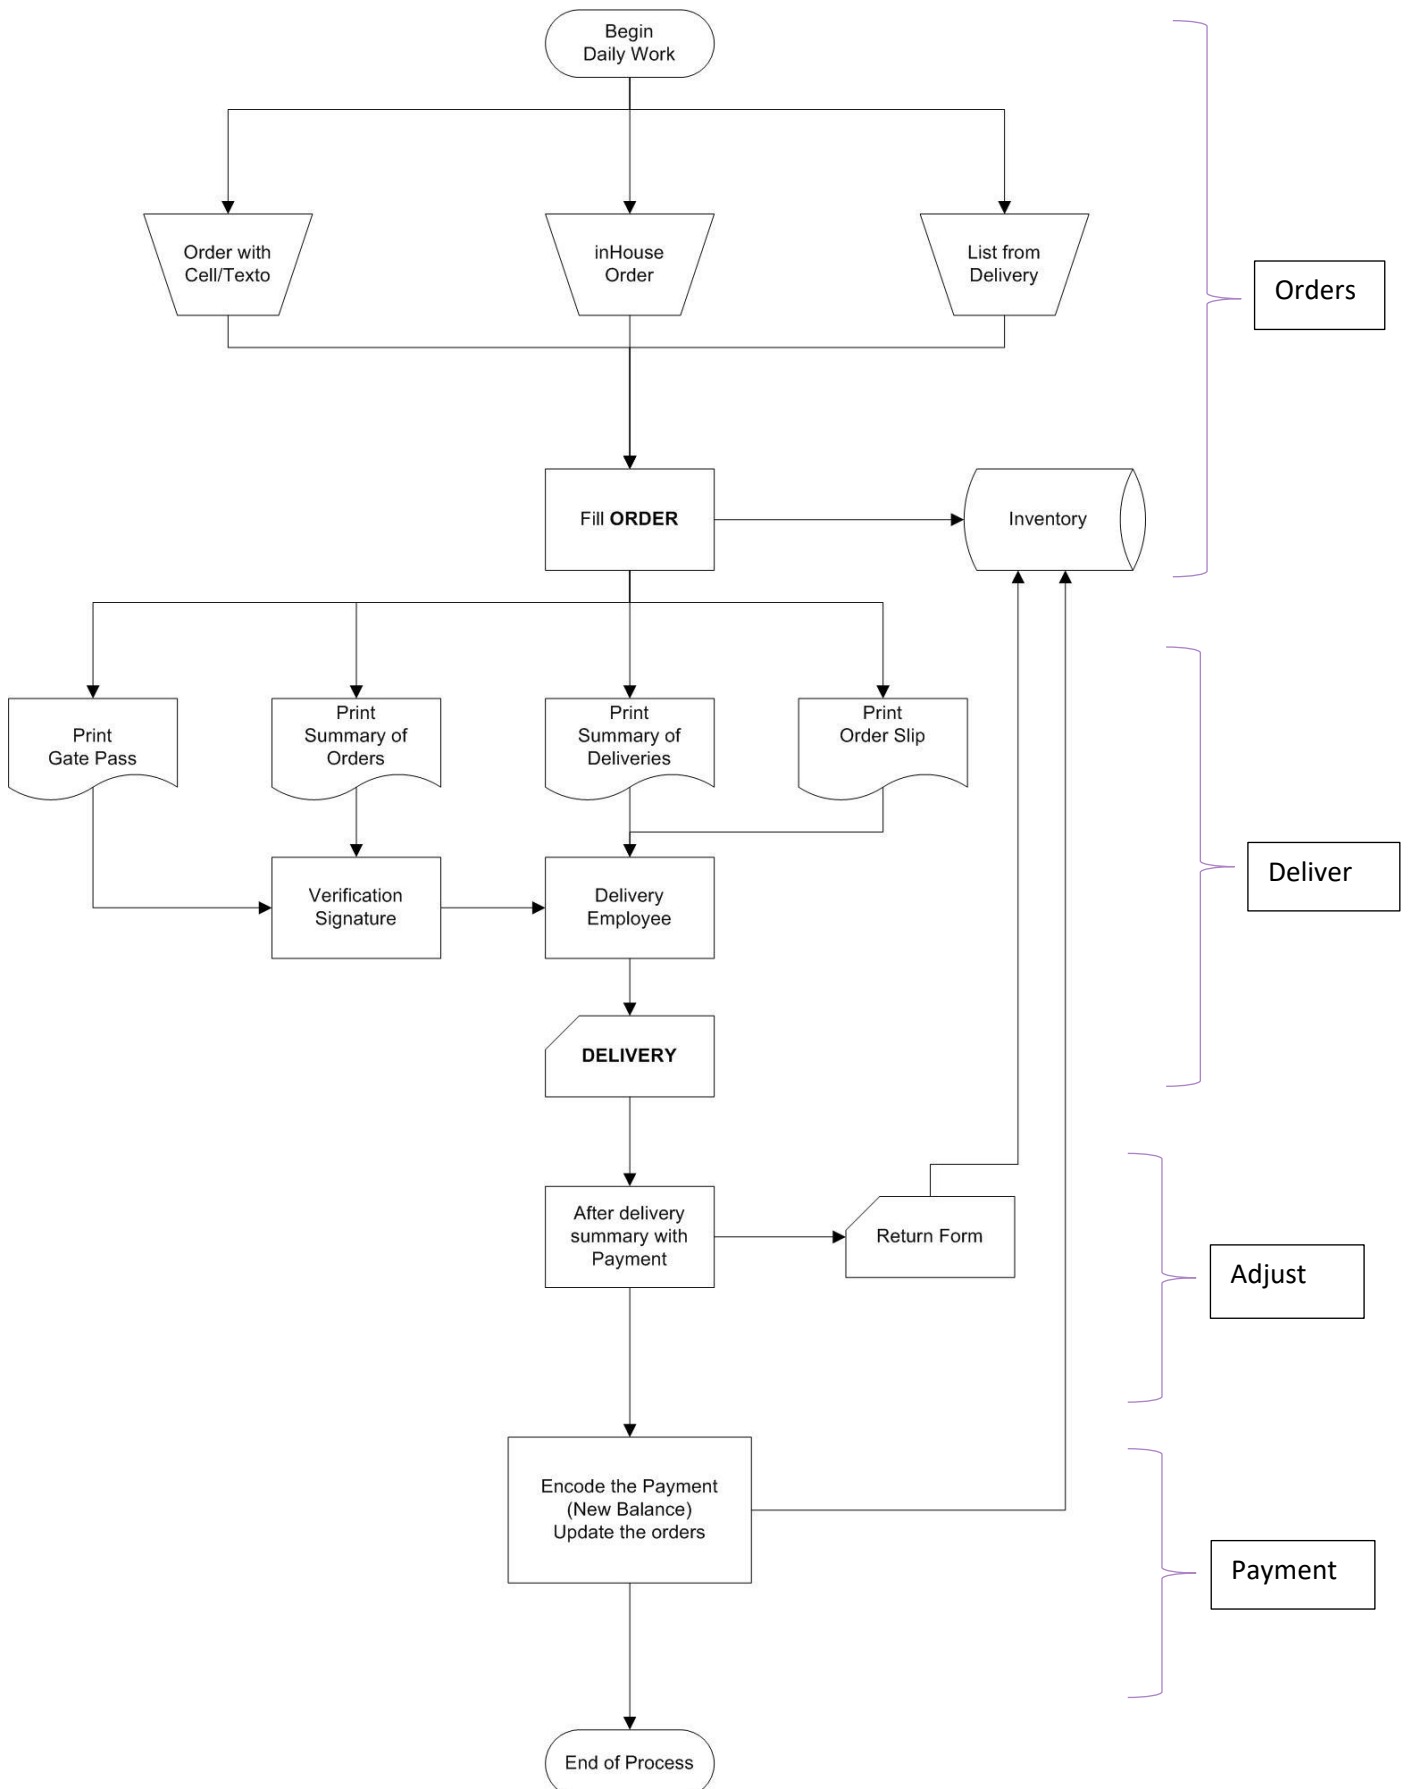 Begin
Daily Work
Order with
Cell/Texto
inHouse
Order
List from
Delivery
Orders
Fill ORDER
Inventory
Print
Gate Pass
Print
Summary of
Orders
Print
Summary of
Deliveries
Print
Order Slip
Verification
Signature
Delivery
Employee
Deliver
DELIVERY
After delivery
summary with
Payment
Return Form
Adjust
Encode the Payment
(New Balance)
Update the orders
Payment
End of Process